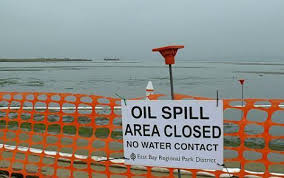 OIL SPILL
AREA CLOSED
NO WATER CONTACT
East Bay Regional Park District